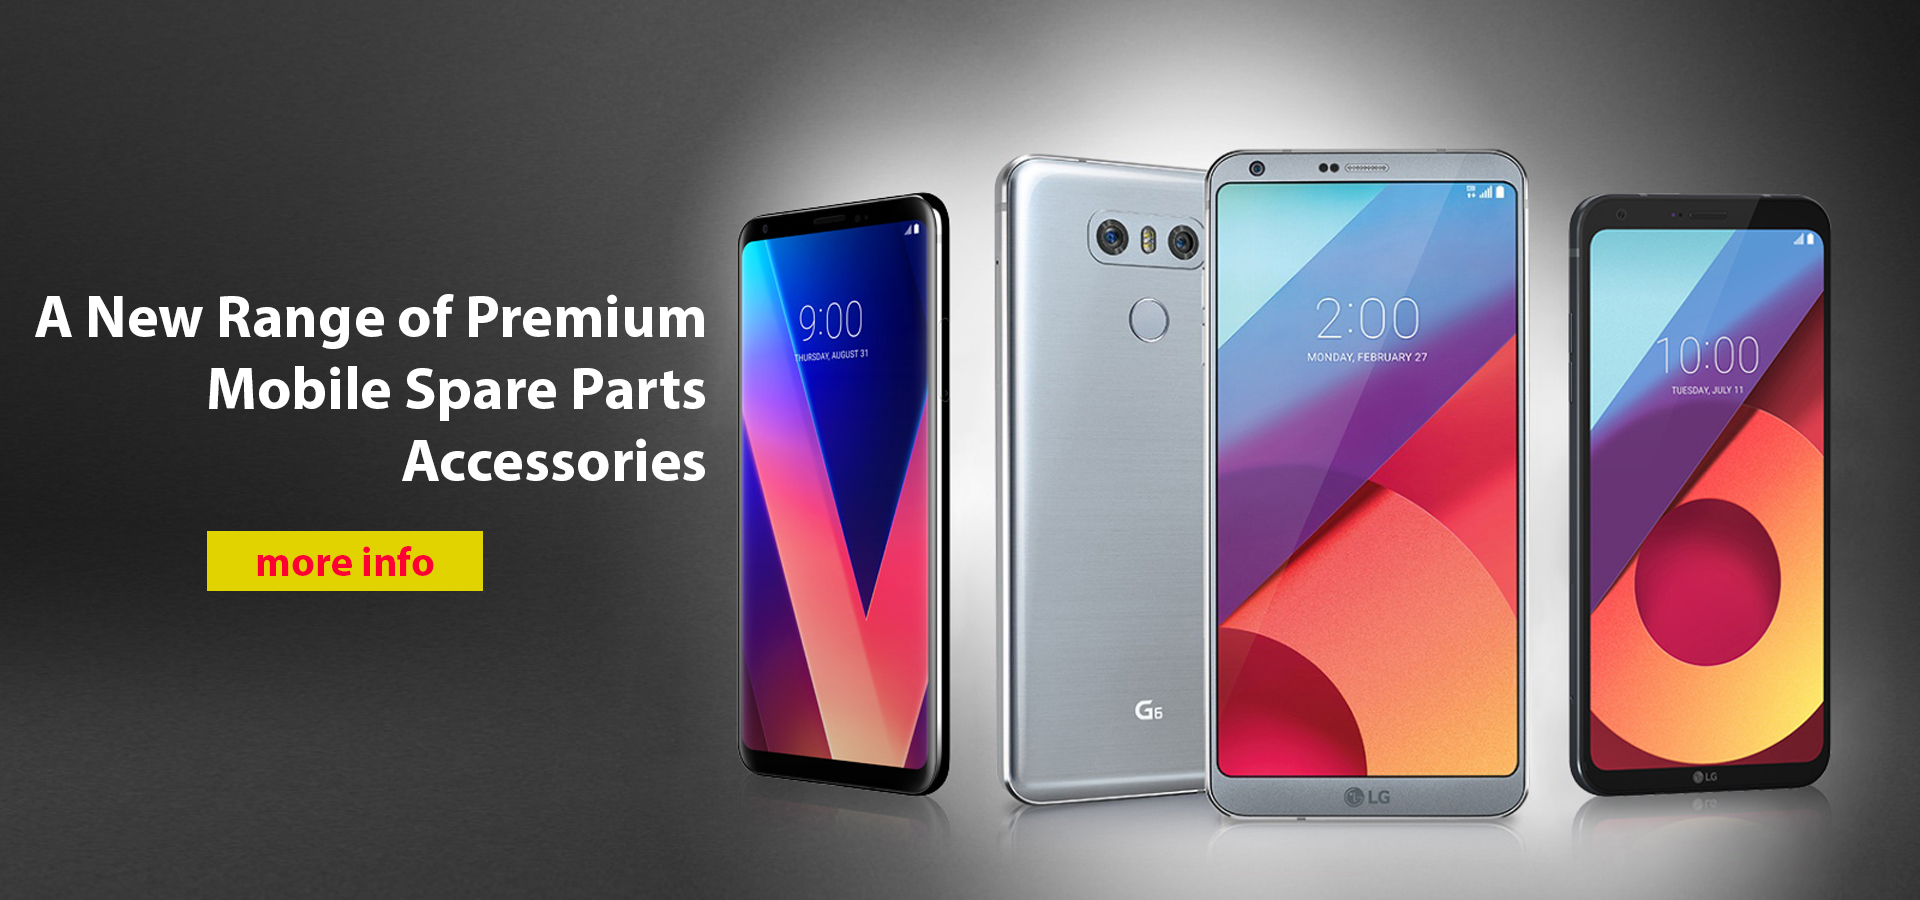 A New Range of Premium
Mobile Spare Parts
Accessories
more info
9:00
THURSDAY, AUGUST 31
G6
2:00
MONDAY, FEBRUARY 27
LG
10:00
TUESDAY, JULY 11
LG